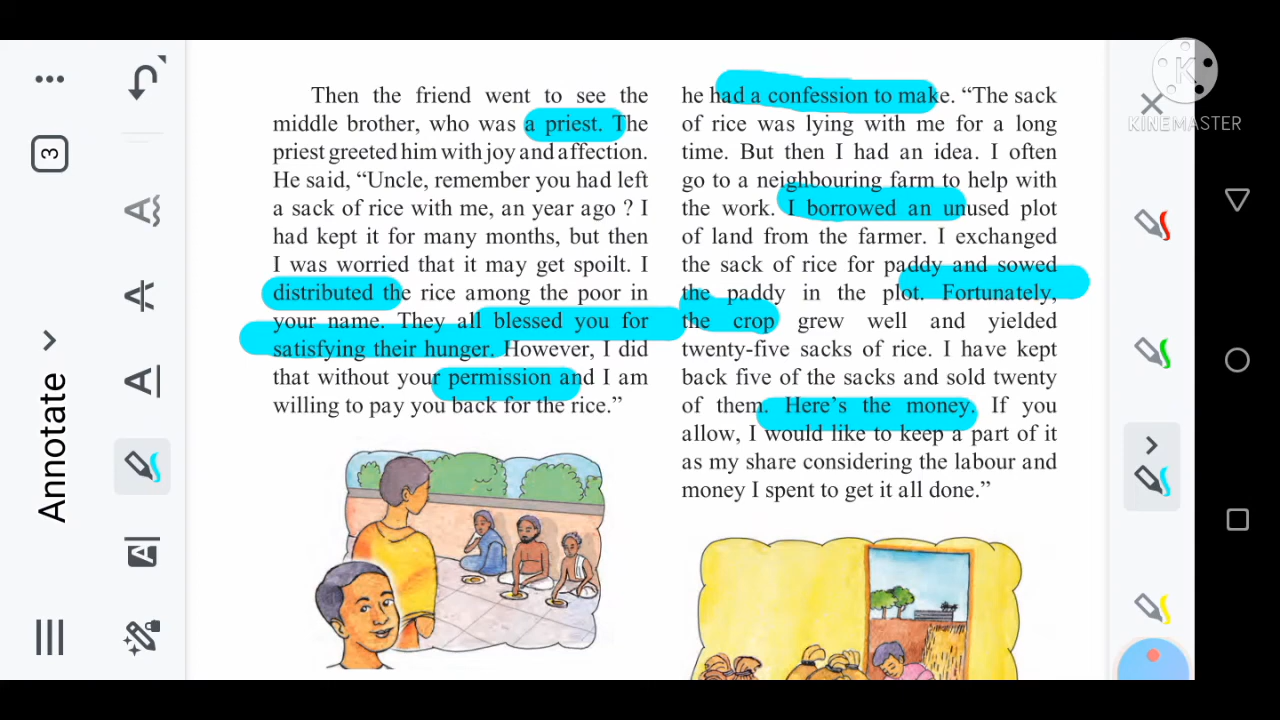 Then the friend went to see the
middle brother, who was a priest. The
priest greeted him with joy and affection.
He said, “Uncle, remember you had left
a sack of rice with me, an year ago ? I
had kept it for many months, but then
I was worried that it may get spoilt. I
distributed the rice among the poor in
your name. They all blessed you for
satisfying their hunger. However, I did
that without your permission and I am
willing to pay you back for the rice.”
he had a confession to make. “The sack
of rice was lying with me for a long
time. But then I had an idea. I often
go to a neighbouring farm to help with
the work. I borrowed an unused plot
of land from the farmer. I exchanged
the sack of rice for paddy and sowed
the paddy in the plot. Fortunately,
the crop grew well and yielded
twenty-five sacks of rice. I have kept
back five of the sacks and sold twenty
of them. Here’s the money. If you
allow, I would like to keep a part of it
as my share considering the labour and
money I spent to get it all done.”
Annotate
3
K
KINEMASTER